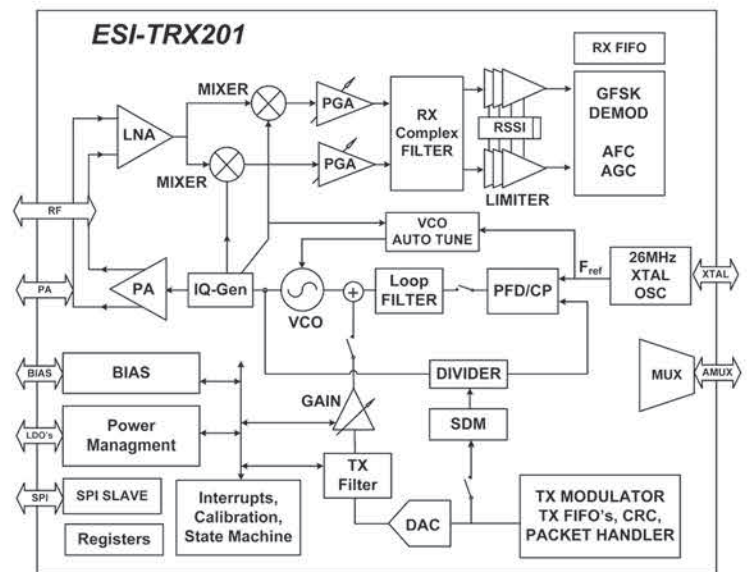 ESI-TRX201
RX FIFO
MIXER
PGA
LNA
RX
Complex
FILTER
RSSI
GFSK
DEMOD
AFC
AGC
MIXER
PGA
LIMITER
RF
VCO
AUTO TUNE
PA
PA
IQ-Gen
VCO
Loop
FILTER
PFD/CP
Fref
26MHz
XTAL
OSC
XTAL
BIAS
BIAS
GAIN
DIVIDER
MUX
AMUX
LDO's
Power
Managment
SDM
SPI
SPI SLAVE
Registers
Interrupts,
Calibration,
State Machine
TX
Filter
DAC
TX MODULATOR
TX FIFO's, CRC,
PACKET HANDLER